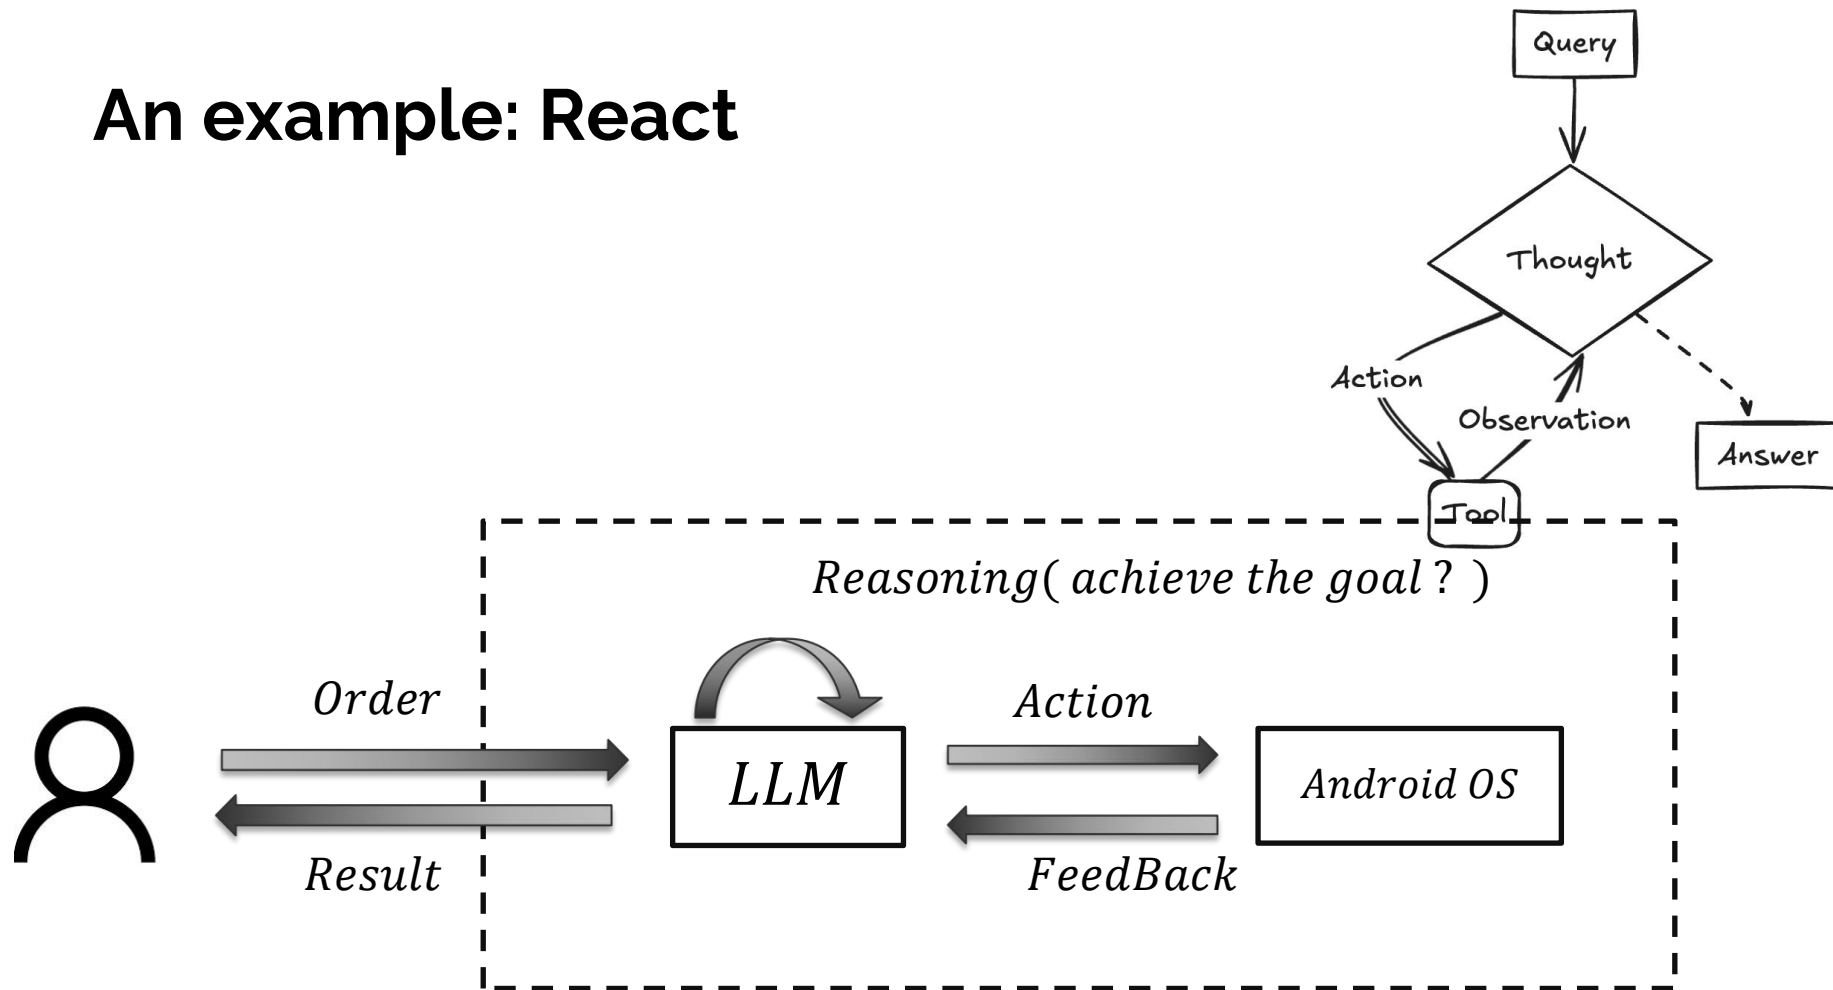 Query
An example: React
Thought
Action
Observation
Answer
Tool
Reasoning( achieve the goal ? )
Order
Action
LLM
Android OS
Result
FeedBack